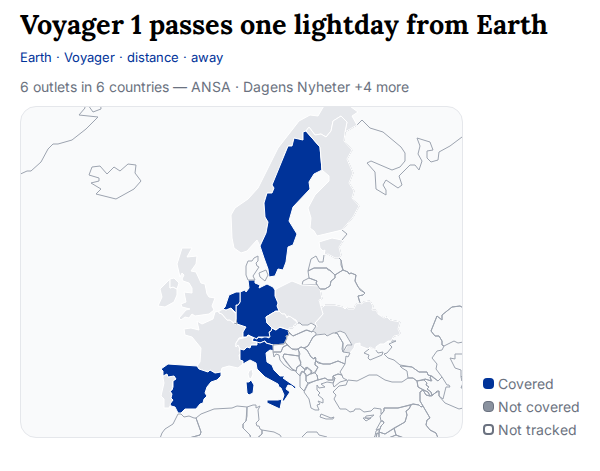 Voyager 1 passes one lightday from Earth
Earth · Voyager · distance · away
6 outlets in 6 countries — ANSA · Dagens Nyheter +4 more
Covered
Not covered
Not tracked